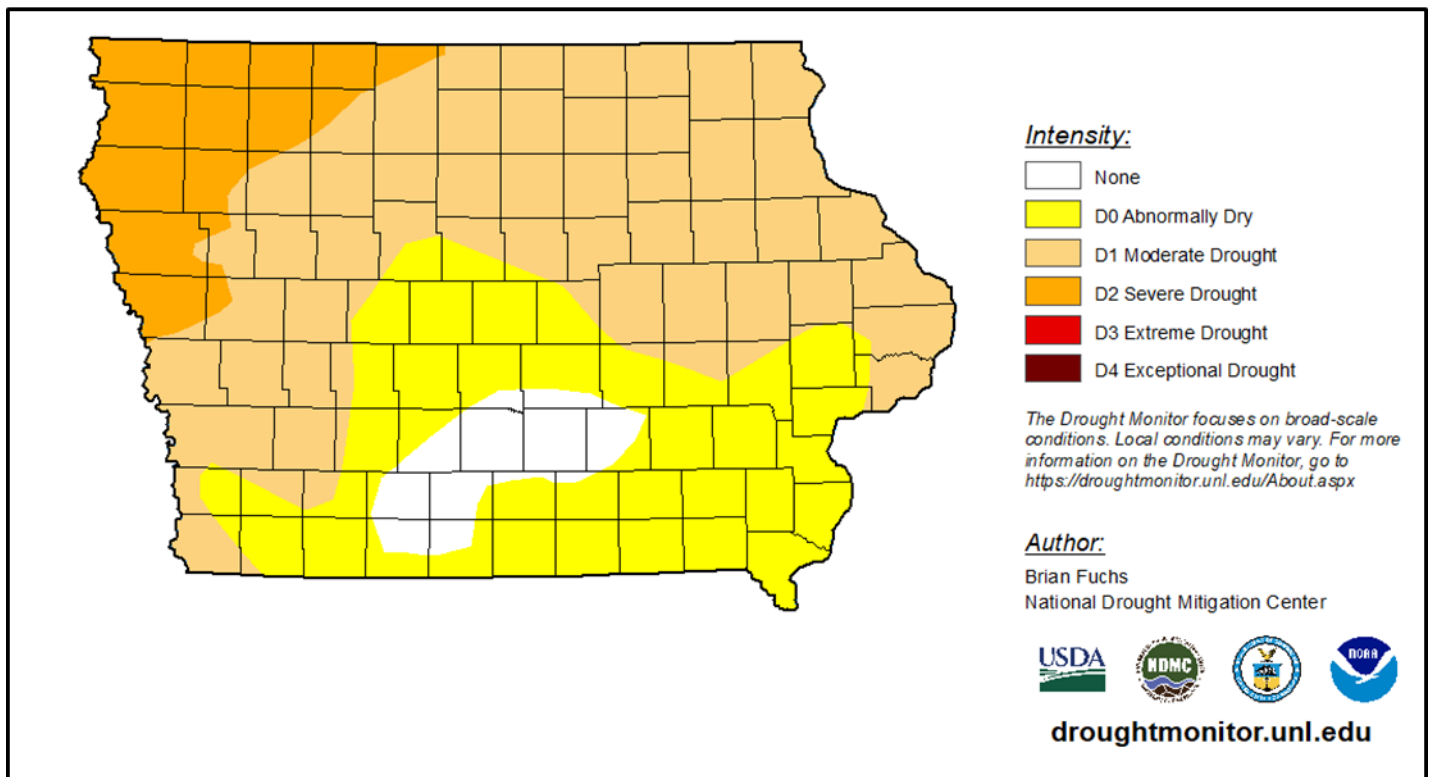 Intensity:
None
D0 Abnormally Dry
D1 Moderate Drought
D2 Severe Drought
D3 Extreme Drought
D4 Exceptional Drought
The Drought Monitor focuses on broad-scale
conditions. Local conditions may vary. For more
information on the Drought Monitor, go to
https://droughtmonitor.unl.edu/About.aspx
Author:
Brian Fuchs
National Drought Mitigation Center
USDA
NDMC
NOAA
droughtmonitor.unl.edu